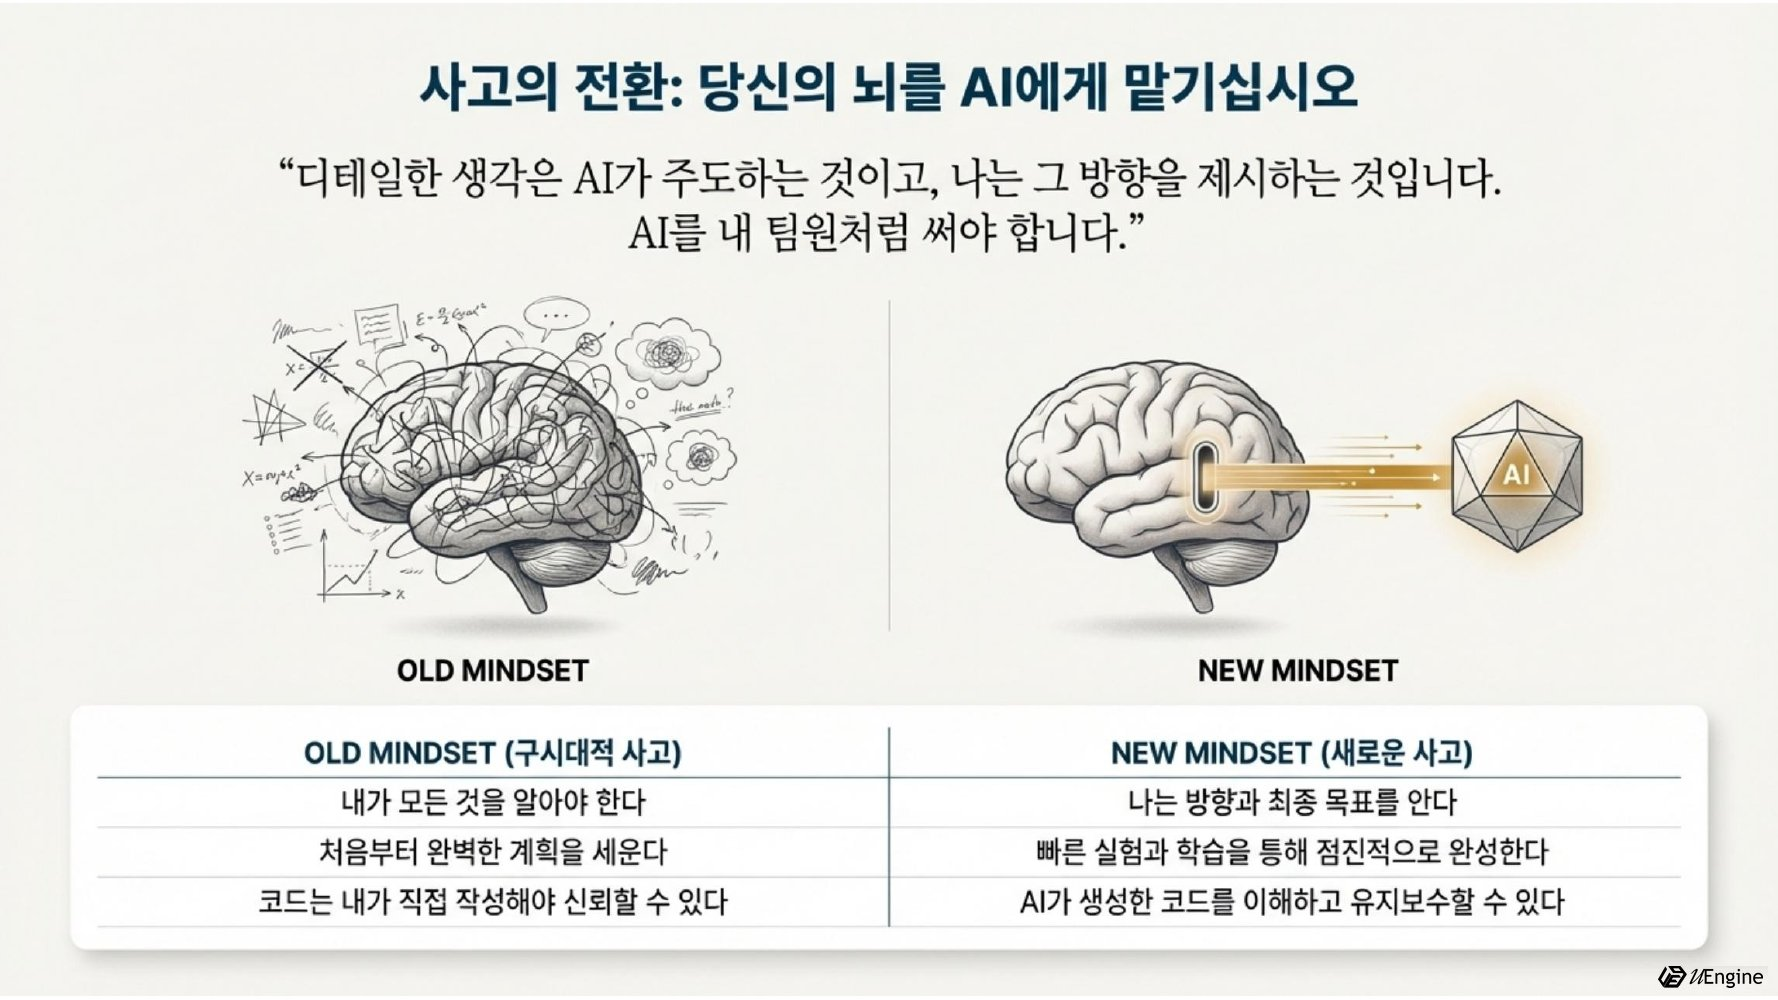 사고의 전환: 당신의 뇌를 AI에게 맡기십시오
“디테일한 생각은 AI가 주도하는 것이고, 나는 그 방향을 제시하는 것입니다.
AI를 내 팀원처럼 써야 합니다.”
AI
OLD MINDSET
NEW MINDSET
OLD MINDSET (구시대적 사고)
NEW MINDSET (새로운 사고)
내가 모든 것을 알아야 한다
나는 방향과 최종 목표를 안다
처음부터 완벽한 계획을 세운다
빠른 실험과 학습을 통해 점진적으로 완성한다
코드는 내가 직접 작성해야 신뢰할 수 있다
AI가 생성한 코드를 이해하고 유지보수할 수 있다
uEngine